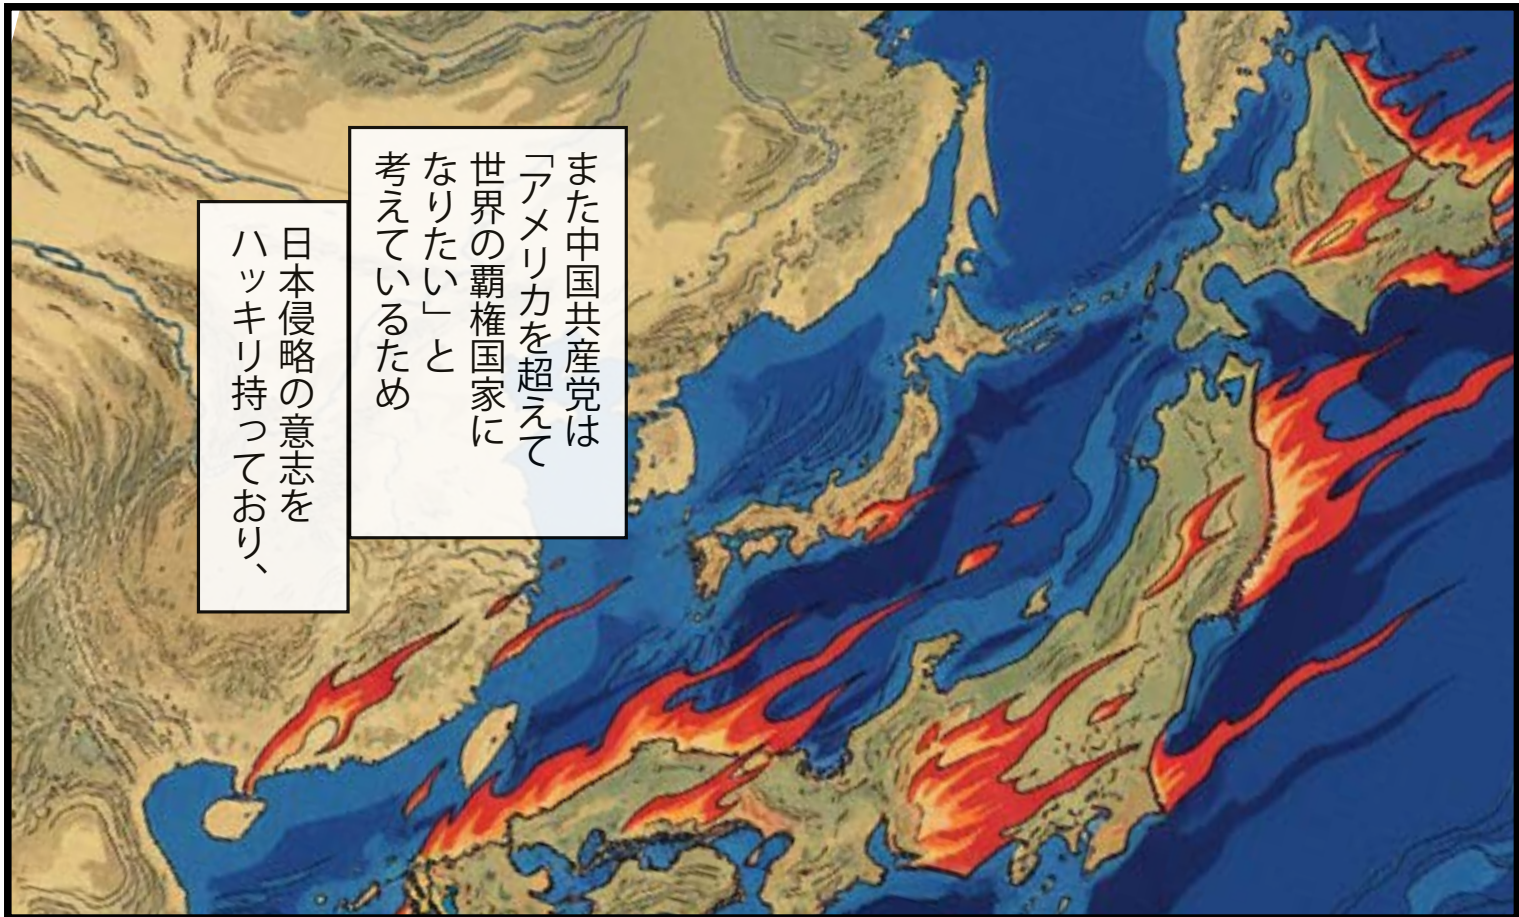 また中国共産党は
「アメリカを超えて
世界の覇権国家に
なりたい」と
考えているため
日本侵略の意志を
ハッキリ持っており、